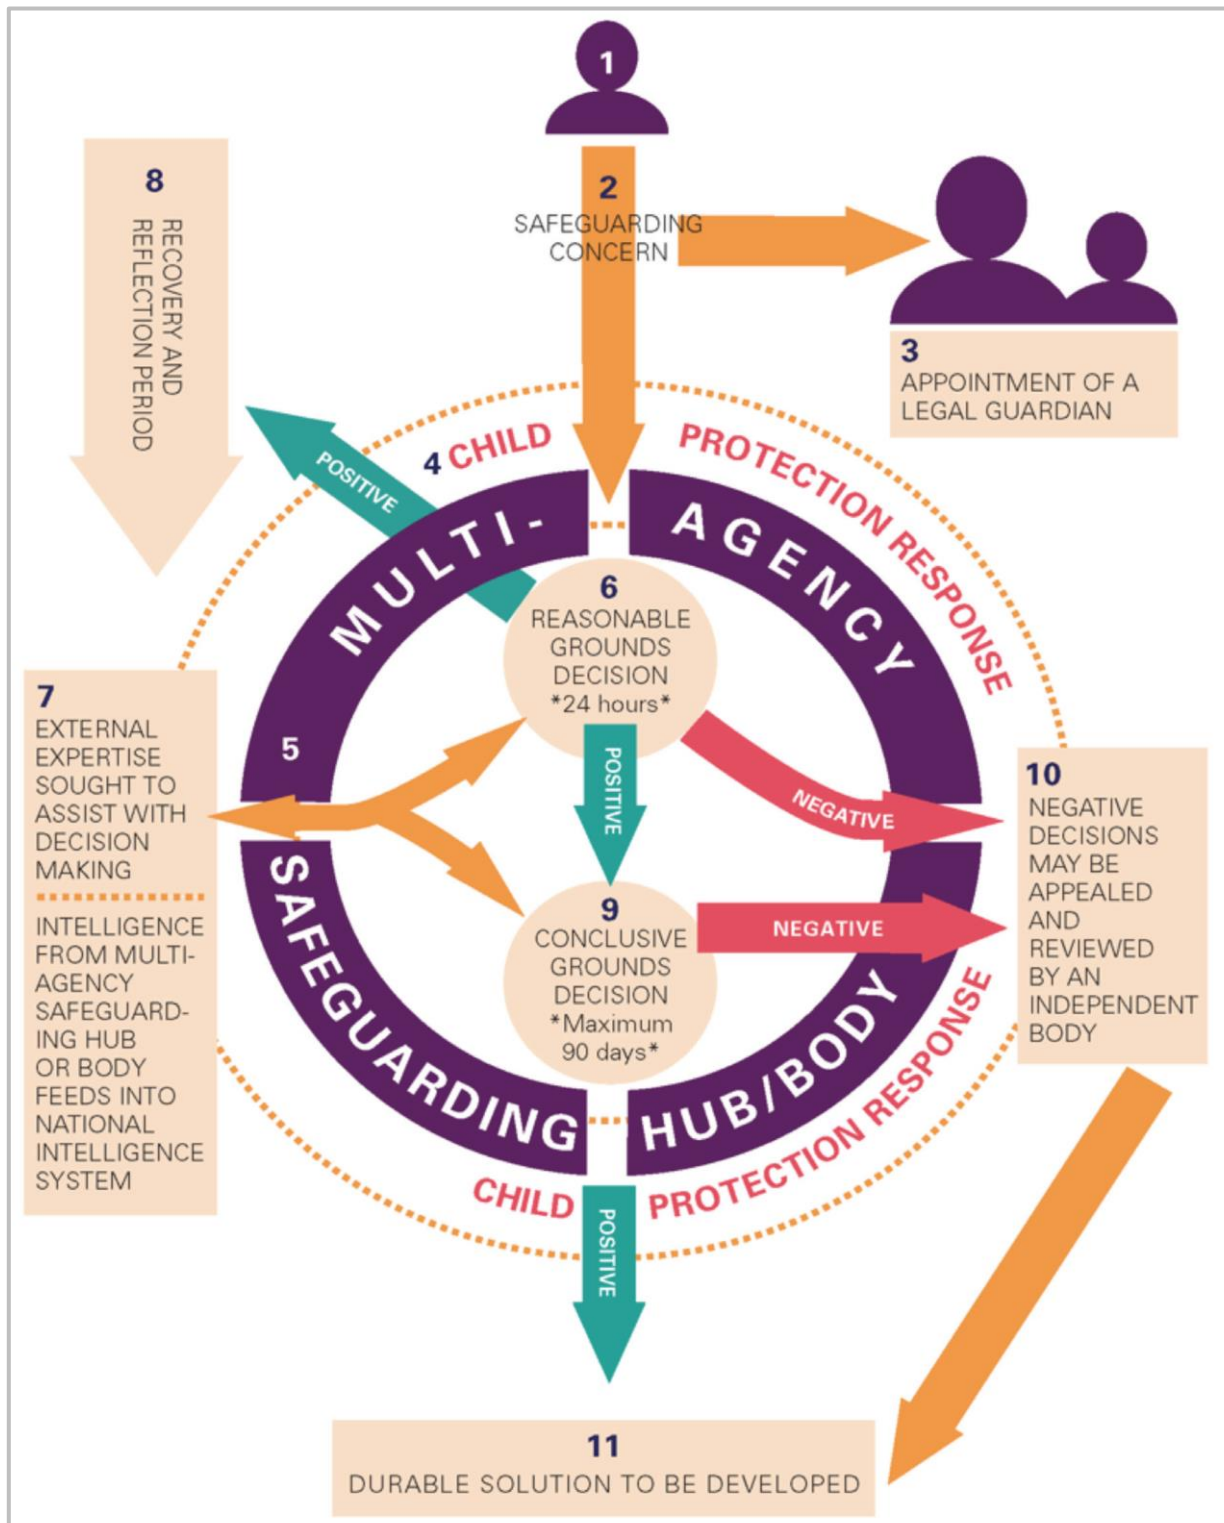 1
2
SAFEGUARDING
CONCERN
3
APPOINTMENT OF A
LEGAL GUARDIAN
8
RECOVERY AND
REFLECTION PERIOD
POSITIVE
4 CHILD
PROTECTION RESPONSE
MULTI-
AGENCY
5
6
REASONABLE
GROUNDS
DECISION
*24 hours*
POSITIVE
NEGATIVE
7
EXTERNAL
EXPERTISE
SOUGHT TO
ASSIST WITH
DECISION
MAKING
INTELLIGENCE
FROM MULTI-
AGENCY
SAFEGUARD-
ING HUB
OR BODY
FEEDS INTO
NATIONAL
INTELLIGENCE
SYSTEM
9
CONCLUSIVE
GROUNDS
DECISION
*Maximum
90 days*
NEGATIVE
10
NEGATIVE
DECISIONS
MAY BE
APPEALED
AND
REVIEWED
BY AN
INDEPENDENT
BODY
SAFEGUARDING
HUB/BODY
CHILD
PROTECTION RESPONSE
POSITIVE
11
DURABLE SOLUTION TO BE DEVELOPED